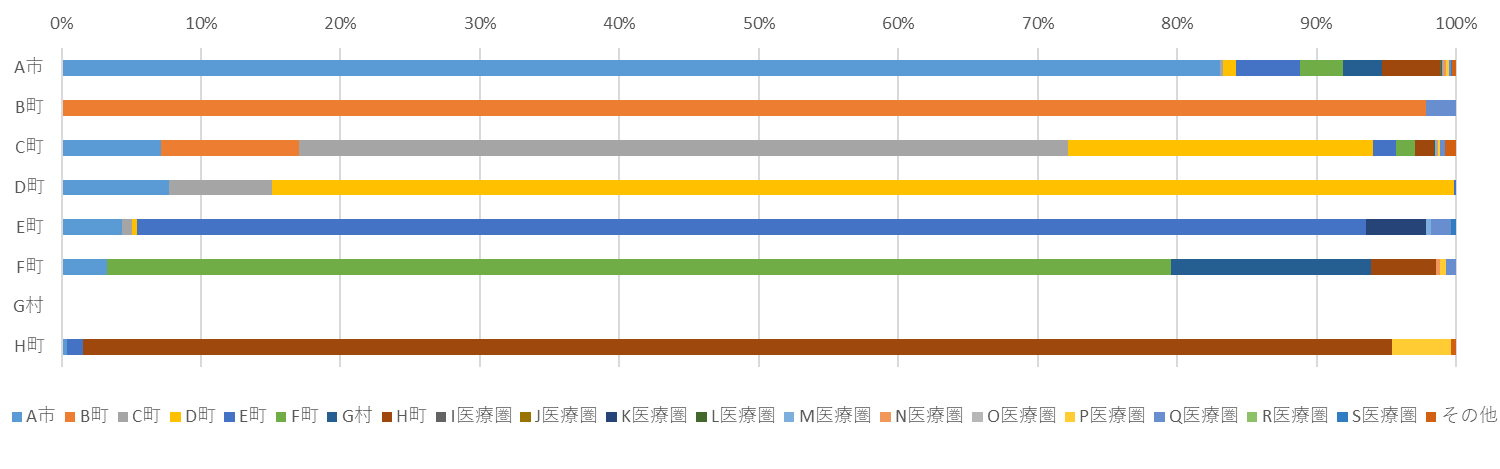 0% 10% 20% 30% 40% 50% 60% 70% 80% 90% 100%
A市
B町
C町
D町
E町
F町
G村
H町
A市 B町 C町 D町 E町 F町 G村 H町 I医療圏 J医療圏 K医療圏 L医療圏 M医療圏 N医療圏 O医療圏 P医療圏 Q医療圏 R医療圏 S医療圏 その他